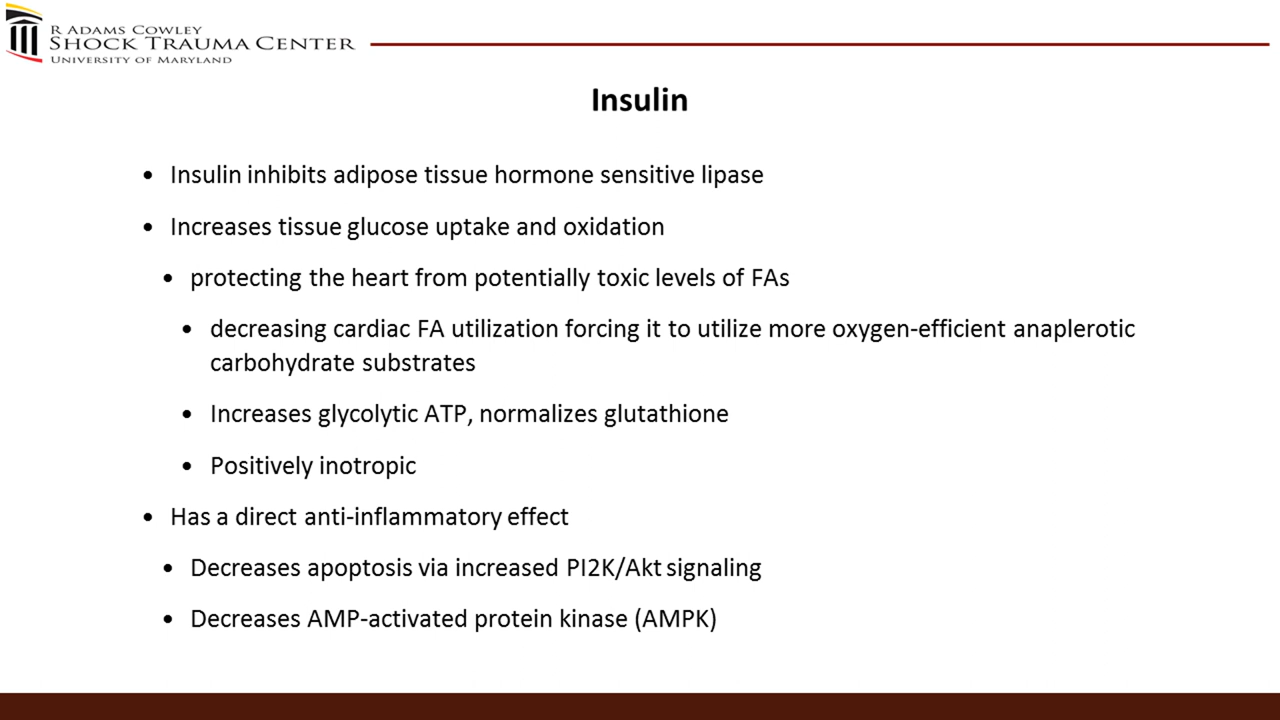 R ADAMS COWLEY
SHOCK TRAUMA CENTER
UNIVERSITY OF MARYLAND
Insulin
• Insulin inhibits adipose tissue hormone sensitive lipase
• Increases tissue glucose uptake and oxidation
• protecting the heart from potentially toxic levels of FAs
• decreasing cardiac FA utilization forcing it to utilize more oxygen-efficient anaplerotic
carbohydrate substrates
• Increases glycolytic ATP, normalizes glutathione
• Positively inotropic
• Has a direct anti-inflammatory effect
• Decreases apoptosis via increased PI2K/Akt signaling
• Decreases AMP-activated protein kinase (AMPK)